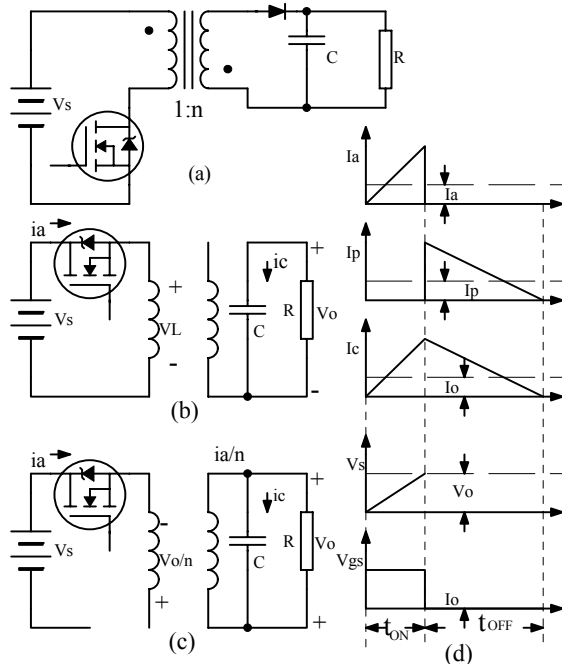 Vs
1:n
C
R
(a)
ia
Vs
+
VL
-
ic
C
R
+
Vo
-
(b)
ia
Vs
-
Vo/n
+
ia/n
ic
C
R
+
Vo
+
(c)
Ia
Ia
Ip
Ip
Ic
Io
Vs
Vo
Vgs
Io
tON
tOFF
(d)